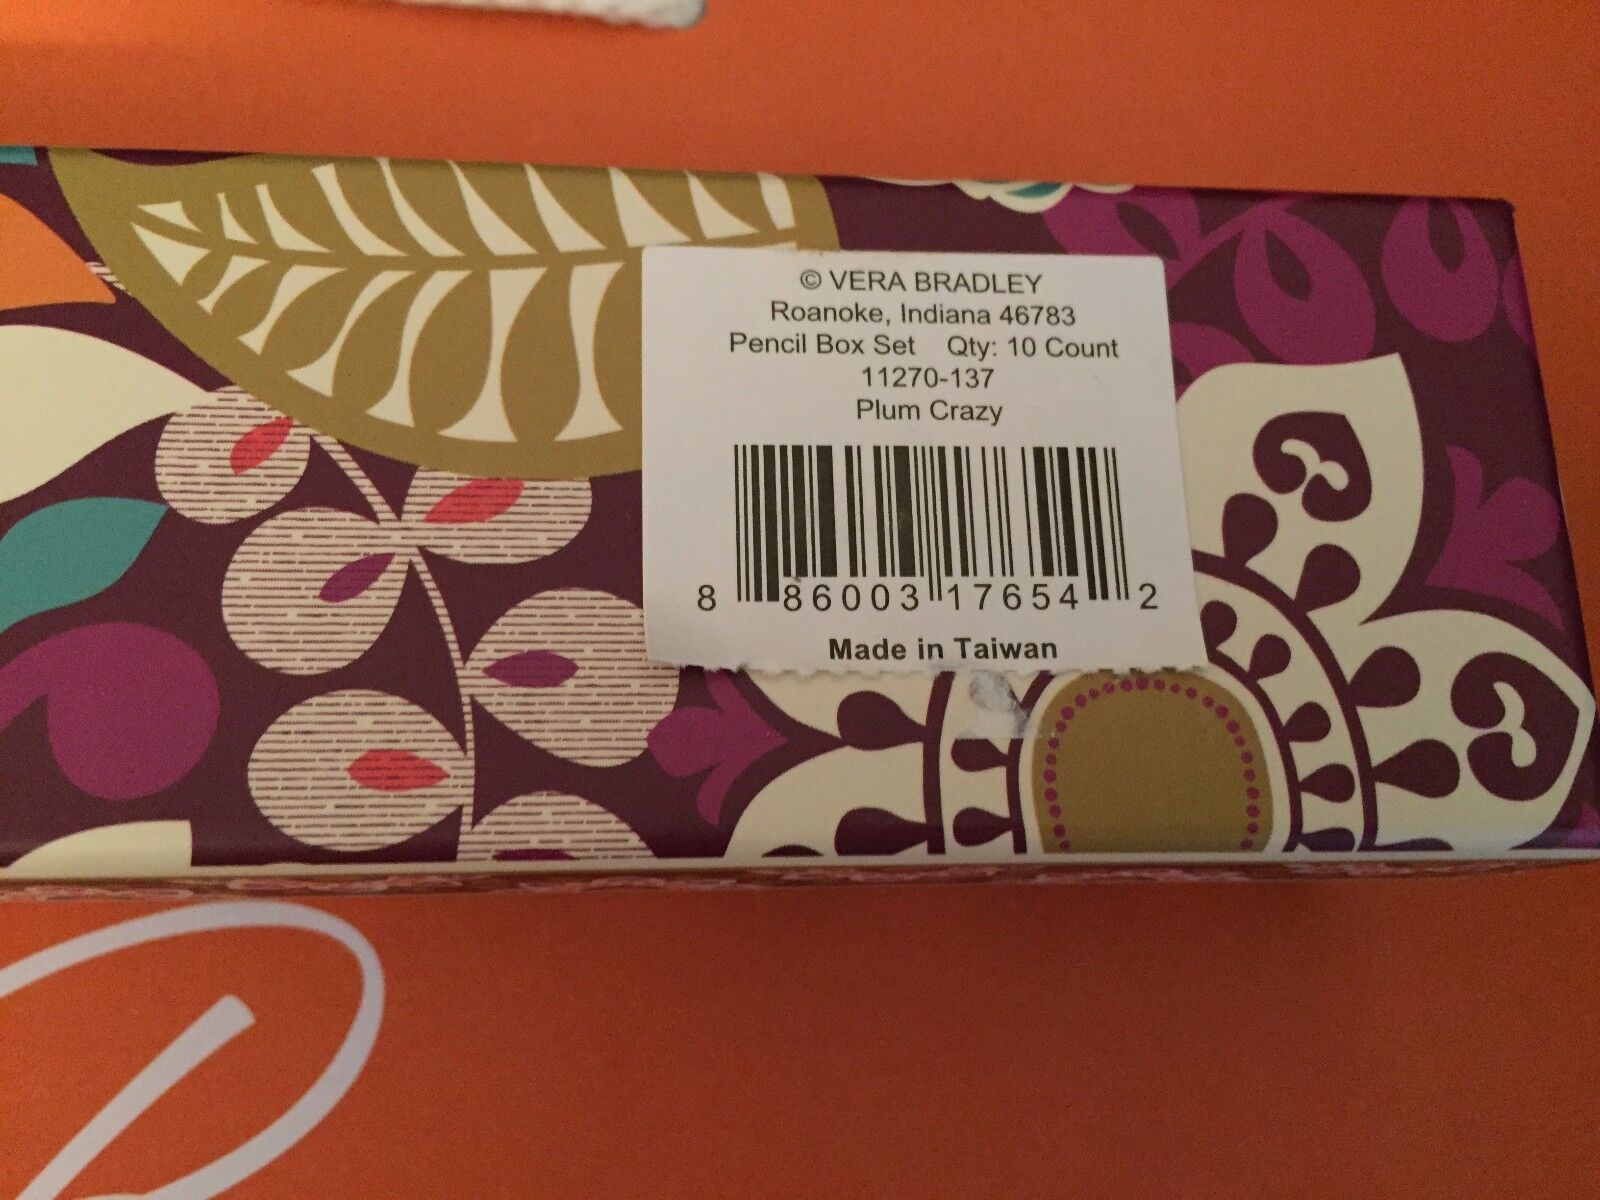 © VERA BRADLEY
Roanoke, Indiana 46783
Pencil Box Set Qty: 10 Count
11270-137
Plum Crazy
8 86003 17654 2
Made in Taiwan